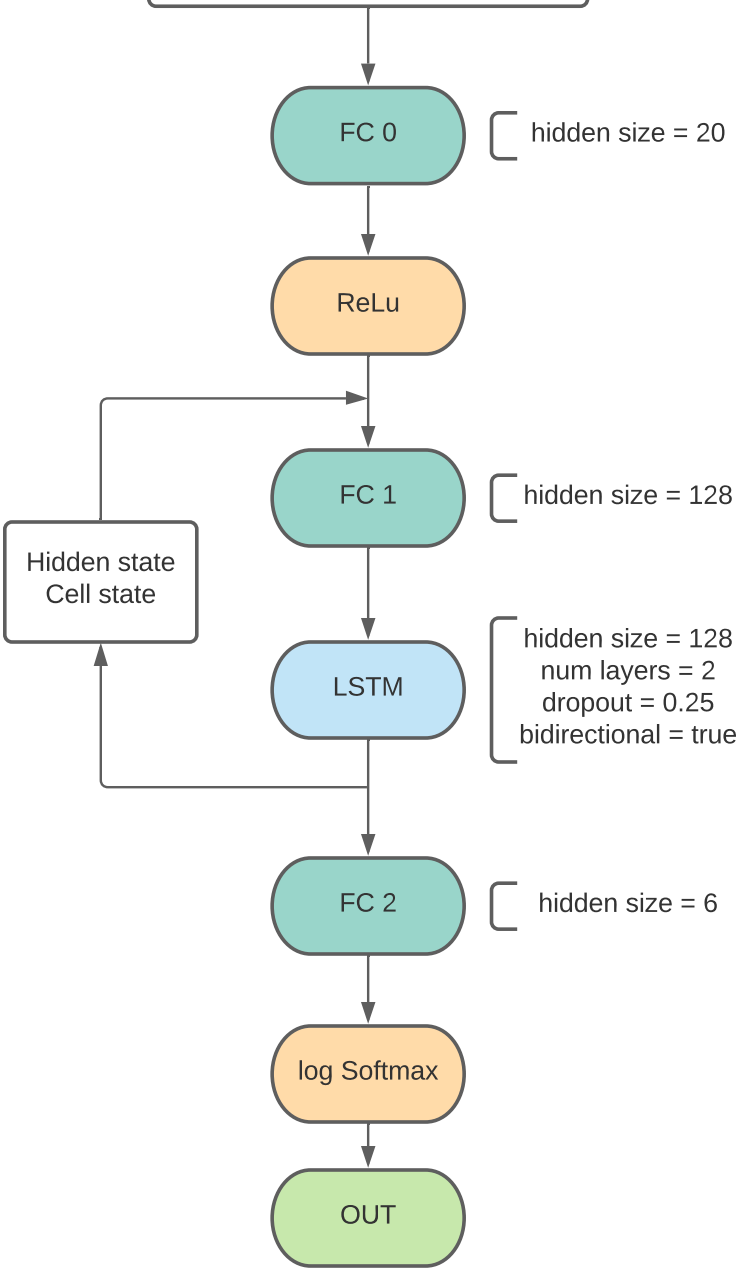 FC 0
hidden size = 20
ReLu
FC 1
hidden size = 128
Hidden state
Cell state
LSTM
hidden size = 128
num layers = 2
dropout = 0.25
bidirectional = true
FC 2
hidden size = 6
log Softmax
OUT